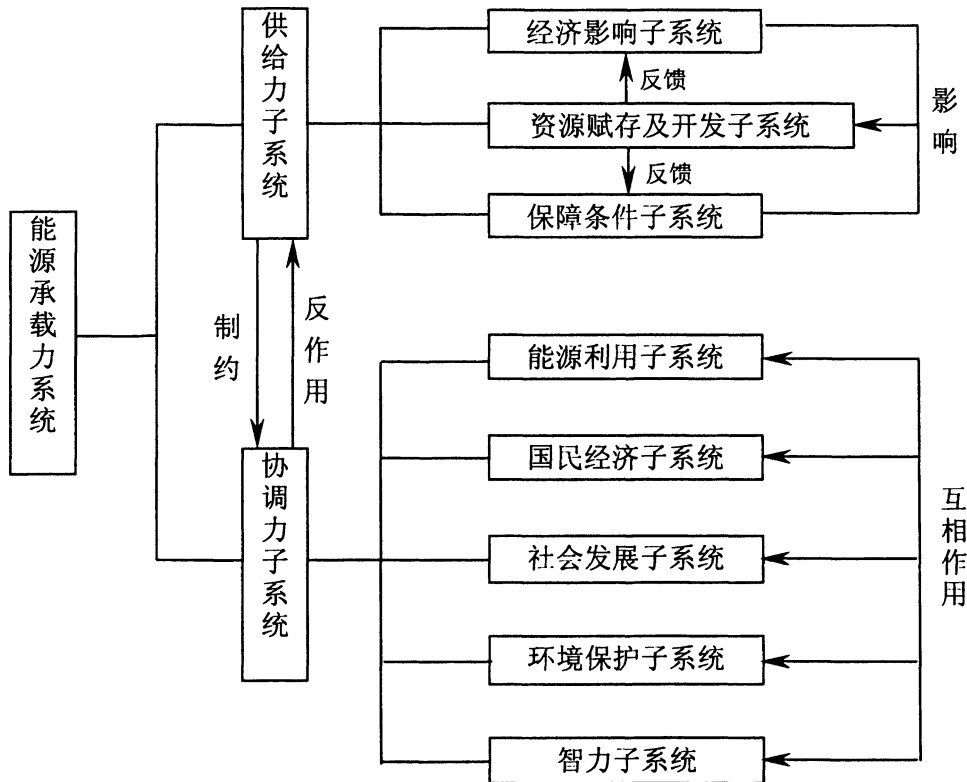 能源承载力系统
供给力子系统
制约
反作用
协调力子系统
经济影响子系统
反馈
资源赋存及开发子系统
反馈
保障条件子系统
影响
能源利用子系统
国民经济子系统
社会发展子系统
环境保护子系统
智力子系统
互相作用